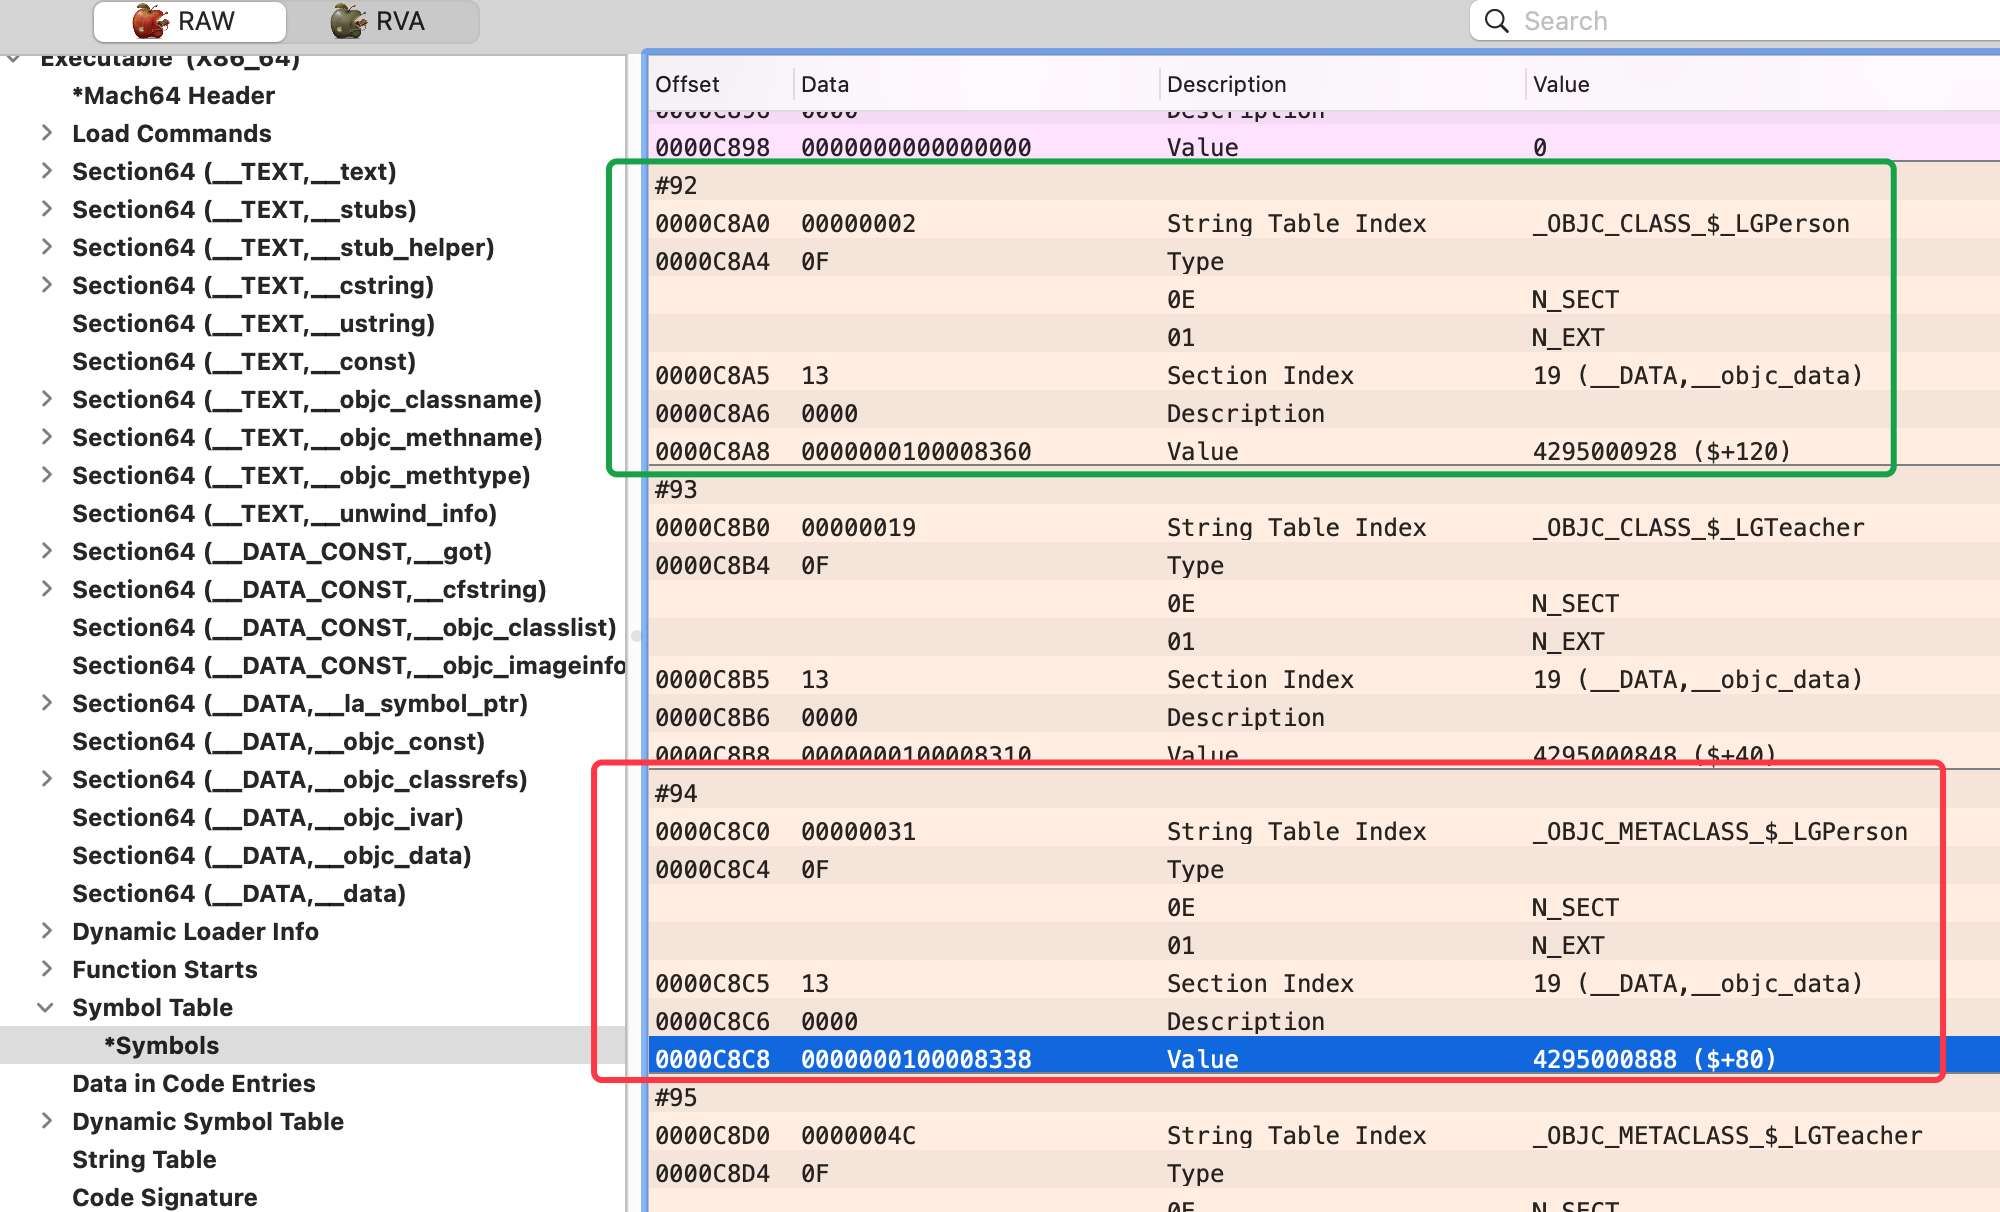 RAW
RVA
Search
Executable (X86_64)
*Mach64 Header
Load Commands
Section64 (__TEXT,__text)
Section64 (__TEXT,__stubs)
Section64 (__TEXT,__stub_helper)
Section64 (__TEXT,__cstring)
Section64 (__TEXT,__ustring)
Section64 (__TEXT,__const)
Section64 (__TEXT,__objc_classname)
Section64 (__TEXT,__objc_methname)
Section64 (__TEXT,__objc_methtype)
Section64 (__TEXT,__unwind_info)
Section64 (__DATA_CONST,__got)
Section64 (__DATA_CONST,__cfstring)
Section64 (__DATA_CONST,__objc_classlist)
Section64 (__DATA_CONST,__objc_imageinfo
Section64 (__DATA,__la_symbol_ptr)
Section64 (__DATA,__objc_const)
Section64 (__DATA,__objc_classrefs)
Section64 (__DATA,__objc_ivar)
Section64 (__DATA,__objc_data)
Section64 (__DATA,__data)
Dynamic Loader Info
Function Starts
Symbol Table
*Symbols
Data in Code Entries
Dynamic Symbol Table
String Table
Code Signature
Offset Data Description Value
0000C896 0000 Description
0000C898 0000000000000000 Value 0
#92
0000C8A0 00000002 String Table Index _OBJC_CLASS_$_LGPerson
0000C8A4 0F Type
0E N_SECT
01 N_EXT
0000C8A5 13 Section Index 19 (__DATA,__objc_data)
0000C8A6 0000 Description
0000C8A8 0000000100008360 Value 4295000928 ($+120)
#93
0000C8B0 00000019 String Table Index _OBJC_CLASS_$_LGTeacher
0000C8B4 0F Type
0E N_SECT
01 N_EXT
0000C8B5 13 Section Index 19 (__DATA,__objc_data)
0000C8B6 0000 Description
0000C8B8 0000000100008310 Value 4295000848 ($+40)
#94
0000C8C0 00000031 String Table Index _OBJC_METACLASS_$_LGPerson
0000C8C4 0F Type
0E N_SECT
01 N_EXT
0000C8C5 13 Section Index 19 (__DATA,__objc_data)
0000C8C6 0000 Description
0000C8C8 0000000100008338 Value 4295000888 ($+80)
#95
0000C8D0 0000004C String Table Index _OBJC_METACLASS_$_LGTeacher
0000C8D4 0F Type
0E N_SECT